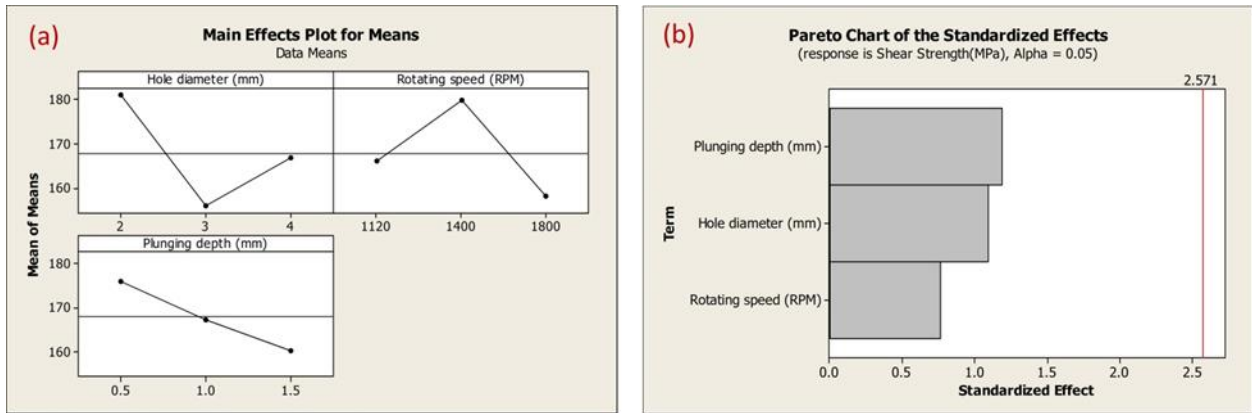 (a)
Main Effects Plot for Means
Data Means
Hole diameter (mm)
Rotating speed (RPM)
180
170
160
2
3
4
1120
1400
1800
Plunging depth (mm)
180
170
160
0.5
1.0
1.5
Mean of Means
(b)
Pareto Chart of the Standardized Effects
(response is Shear Strength(MPa), Alpha = 0.05)
2.571
Plunging depth (mm)
Hole diameter (mm)
Rotating speed (RPM)
Term
0.0
0.5
1.0
1.5
2.0
2.5
Standardized Effect